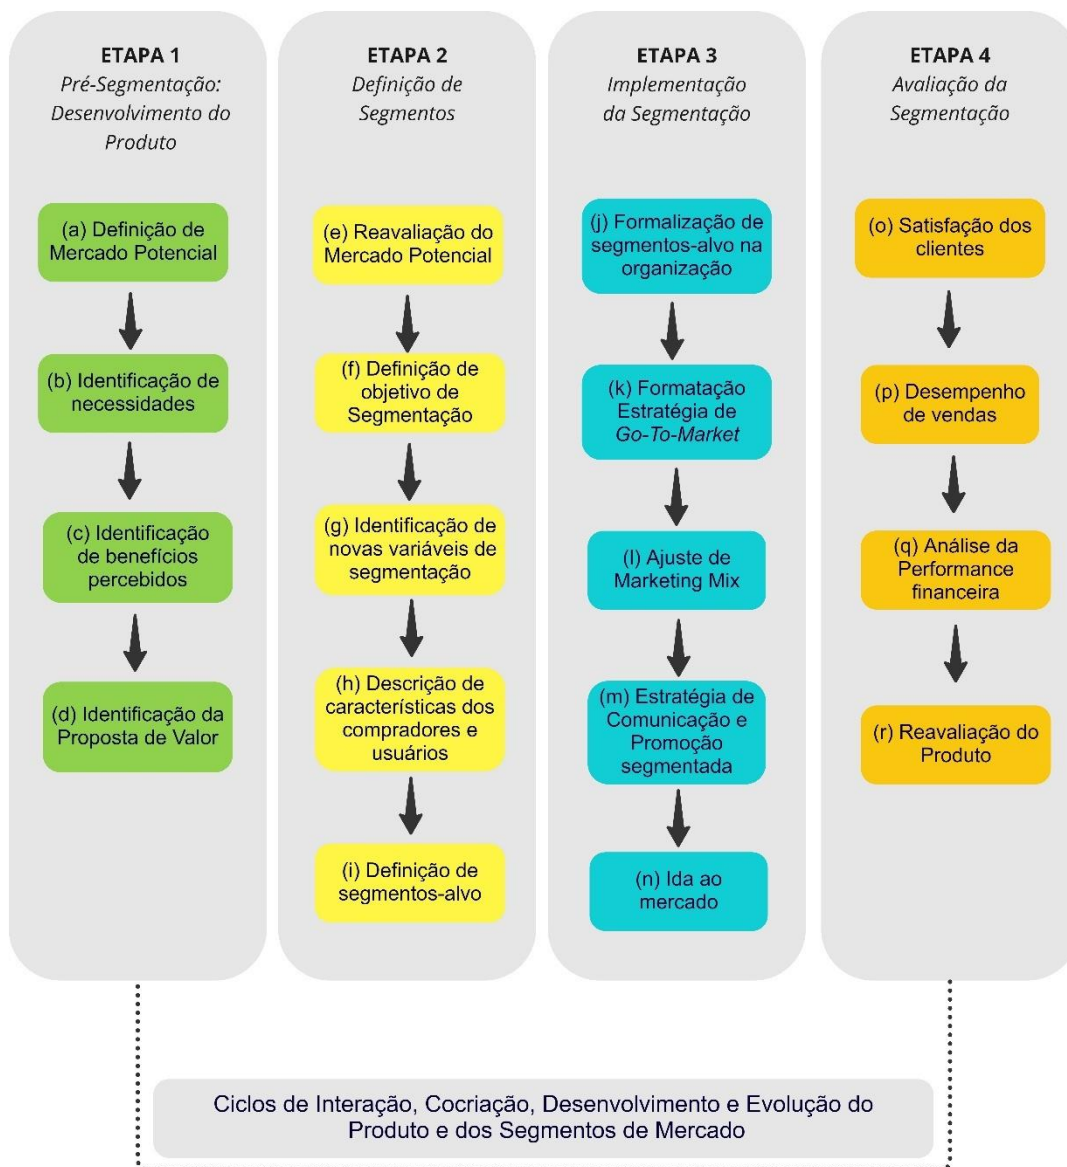 ETAPA 1
Pré-Segmentação:
Desenvolvimento do
Produto
(a) Definição de
Mercado Potencial
(b) Identificação de
necessidades
(c) Identificação
de benefícios
percebidos
(d) Identificação da
Proposta de Valor
ETAPA 2
Definição de
Segmentos
(e) Reavaliação do
Mercado Potencial
(f) Definição de
objetivo de
Segmentação
(g) Identificação de
novas variáveis de
segmentação
(h) Descrição de
características dos
compradores e
usuários
(i) Definição de
segmentos-alvo
ETAPA 3
Implementação
da Segmentação
(j) Formalização de
segmentos-alvo na
organização
(k) Formatação
Estratégia de
Go-To-Market
(l) Ajuste de
Marketing Mix
(m) Estratégia de
Comunicação e
Promoção
segmentada
(n) Ida ao
mercado
ETAPA 4
Avaliação da
Segmentação
(o) Satisfação dos
clientes
(p) Desempenho
de vendas
(q) Análise da
Performance
financeira
(r) Reavaliação do
Produto
Ciclos de Interação, Cocriação, Desenvolvimento e Evolução do
Produto e dos Segmentos de Mercado